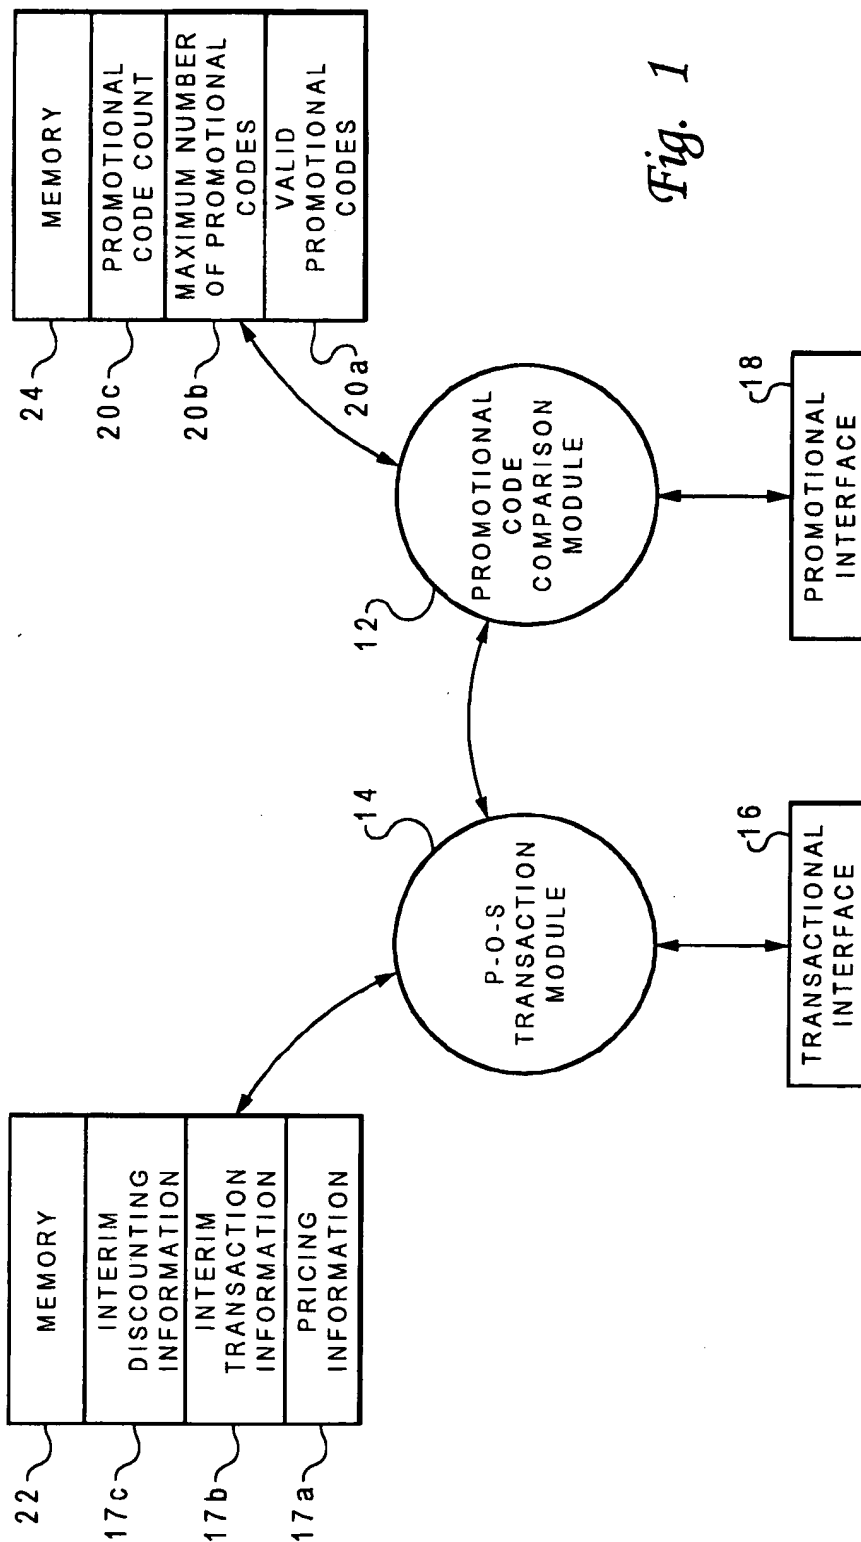 22
MEMORY
17c
INTERIM
DISCOUNTING
INFORMATION
17b
INTERIM
TRANSACTION
INFORMATION
17a
PRICING
INFORMATION
24
MEMORY
20c
PROMOTIONAL
CODE COUNT
20b
MAXIMUM NUMBER
OF PROMOTIONAL
CODES
20a
VALID
PROMOTIONAL
CODES
14
P-O-S
TRANSACTION
MODULE
12
PROMOTIONAL
CODE
COMPARISON
MODULE
16
TRANSACTIONAL
INTERFACE
18
PROMOTIONAL
INTERFACE
Fig. 1